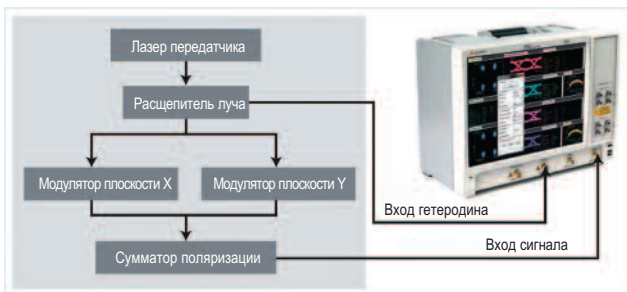 Лазер передатчика
Расщепитель луча
Модулятор плоскости X
Модулятор плоскости Y
Вход гетеродина
Вход сигнала
Сумматор поляризации